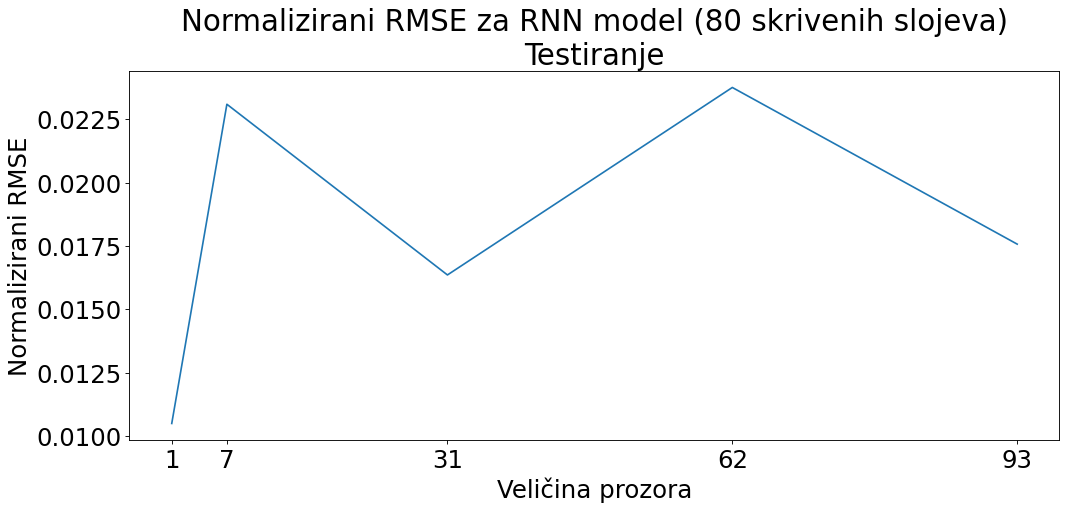 Normalizirani RMSE za RNN model (80 skrivenih slojeva)
Testiranje
Normalizirani RMSE
0.0225
0.0200
0.0175
0.0150
0.0125
0.0100
1 7 31 62 93
Veličina prozora